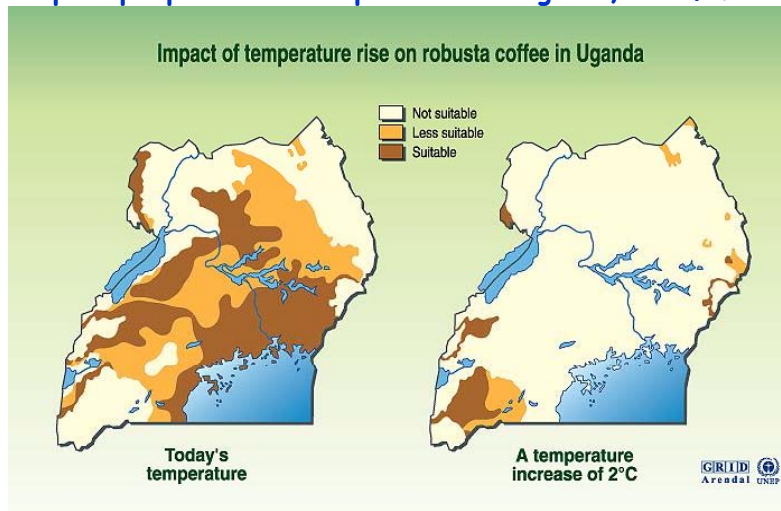 Impact of temperature rise on robusta coffee in Uganda
Not suitable
Less suitable
Suitable
Today's
temperature
A temperature
increase of 2°C
GRID
Arendal
UNEP